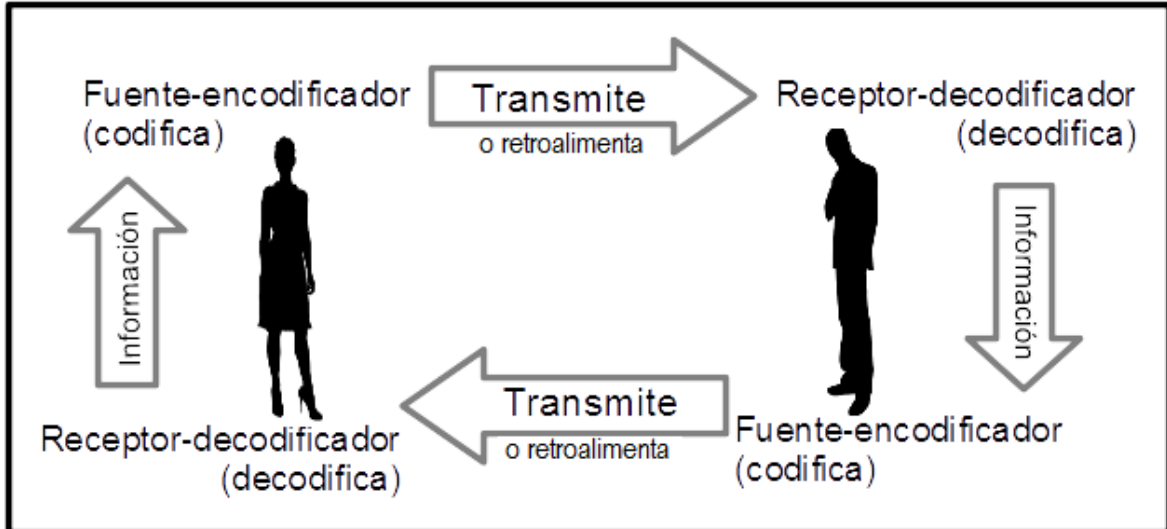 Fuente-encodificador
(codifica)
Transmite
o retroalimenta
Receptor-decodificador
(decodifica)
Información
Información
Transmite
o retroalimenta
Fuente-encodificador
(codifica)
Receptor-decodificador
(decodifica)